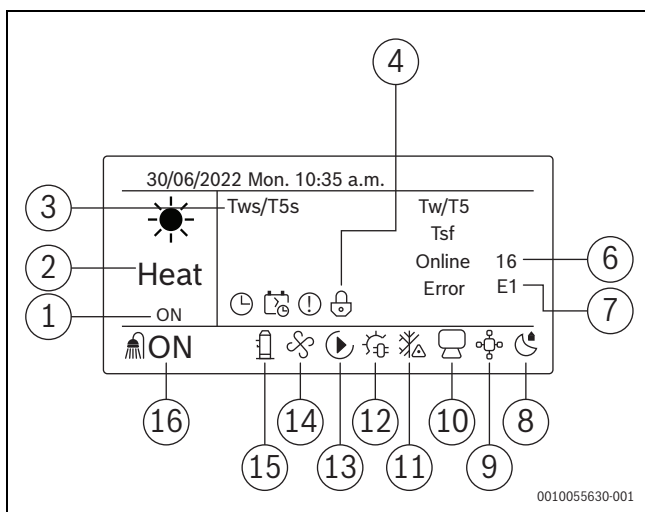 4
30/06/2022 Mon. 10:35 a.m.
3 Tws/T5s Tw/T5
Tsf
2 Heat Online 16 6
Error E1 7
1 ON
ON
16 15 14 13 12 11 10 9 8
0010055630-001